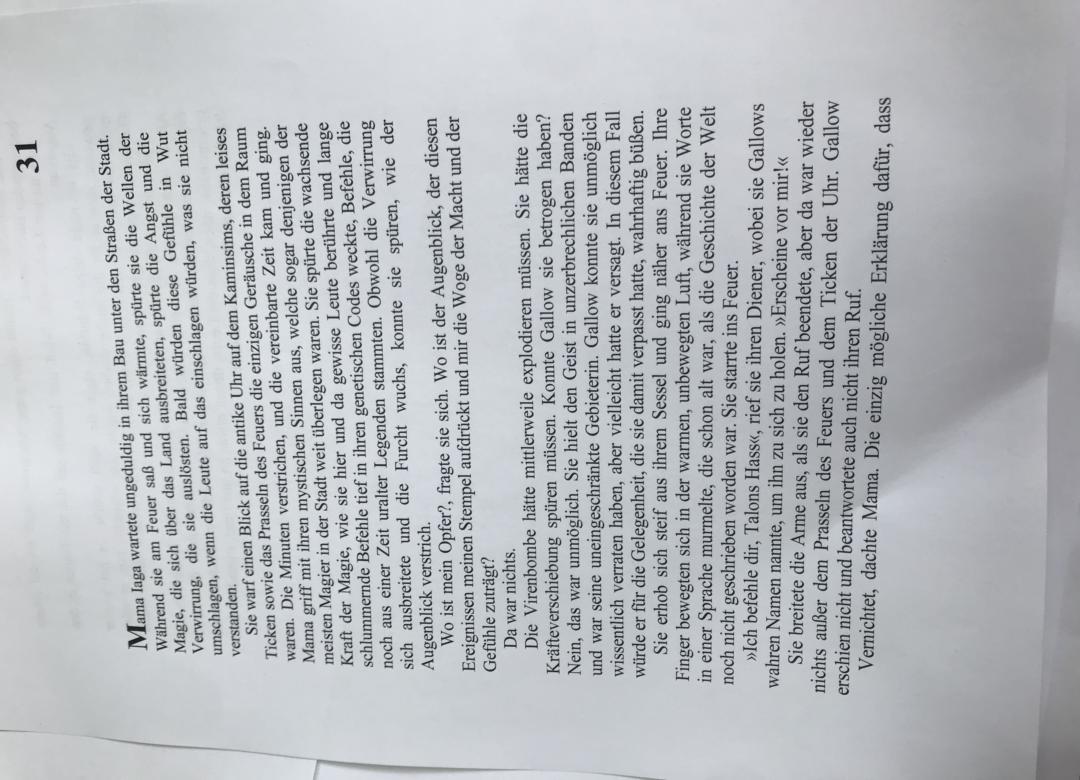 31
Mama Iaga wartete ungeduldig in ihrem Bau unter den Straßen der Stadt.
Während sie am Feuer saß und sich wärmte, spürte sie die Wellen der
Magie, die sich über das Land ausbreiteten, spürte die Angst und die
Verwirrung, die sie auslösten. Bald würden diese Gefühle in Wut
umschlagen, wenn die Leute auf das einschlagen würden, was sie nicht
verstanden.
Sie warf einen Blick auf die antike Uhr auf dem Kaminsims, deren leises
Ticken sowie das Prasseln des Feuers die einzigen Geräusche in dem Raum
waren. Die Minuten verstrichen, und die vereinbarte Zeit kam und ging.
Mama griff mit ihren mystischen Sinnen aus, welche sogar denjenigen der
meisten Magier in der Stadt weit überlegen waren. Sie spürte die wachsende
Kraft der Magie, wie sie hier und da gewisse Leute berührte und lange
schlummernde Befehle tief in ihren genetischen Codes weckte, Befehle, die
noch aus einer Zeit uralter Legenden stammten. Obwohl die Verwirrung
sich ausbreitete und die Furcht wuchs, konnte sie spüren, wie der
Augenblick verstrich.
Wo ist mein Opfer?, fragte sie sich. Wo ist der Augenblick, der diesen
Ereignissen meinen Stempel aufdrückt und mir die Woge der Macht und der
Gefühle zuträgt?
Da war nichts.
Die Virenbombe hätte mittlerweile explodieren müssen. Sie hätte die
Kräfteverschiebung spüren müssen. Konnte Gallow sie betrogen haben?
Nein, das war unmöglich. Sie hielt den Geist in unzerbrechlichen Banden
und war seine uneingeschränkte Gebieterin. Gallow konnte sie unmöglich
wissentlich verraten haben, aber vielleicht hatte er versagt. In diesem Fall
würde er für die Gelegenheit, die sie damit verpasst hatte, wahrhaftig büßen.
Sie erhob sich steif aus ihrem Sessel und ging näher ans Feuer. Ihre
Finger bewegten sich in der warmen, unbewegten Luft, während sie Worte
in einer Sprache murmelte, die schon alt war, als die Geschichte der Welt
noch nicht geschrieben worden war. Sie starrte ins Feuer.
»Ich befehle dir, Talons Hass«, rief sie ihren Diener, wobei sie Gallows
wahren Namen nannte, um ihn zu sich zu holen. »Erscheine vor mir!«
Sie breitete die Arme aus, als sie den Ruf beendete, aber da war wieder
nichts außer dem Prasseln des Feuers und dem Ticken der Uhr. Gallow
erschien nicht und beantwortete auch nicht ihren Ruf.
Vernichtet, dachte Mama. Die einzig mögliche Erklärung dafür, dass